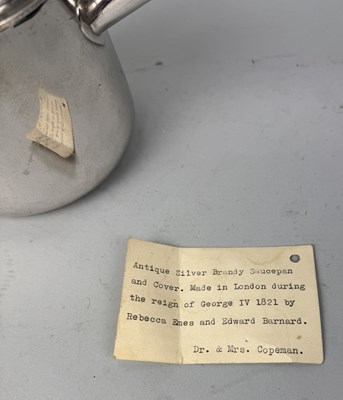 Antique Silver Brandy Saucepan
and Cover. Made in London during
the reign of George IV 1821 by
Rebecca Emes and Edward Barnard.
Dr. & Mrs. Copeman.